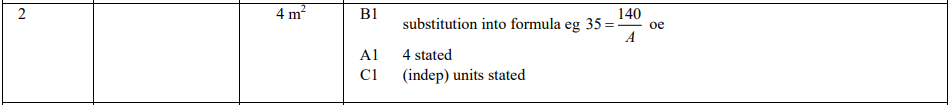 2
4 m²
B1
substitution into formula eg 35 = 140/A oe
A1 4 stated
C1 (indep) units stated